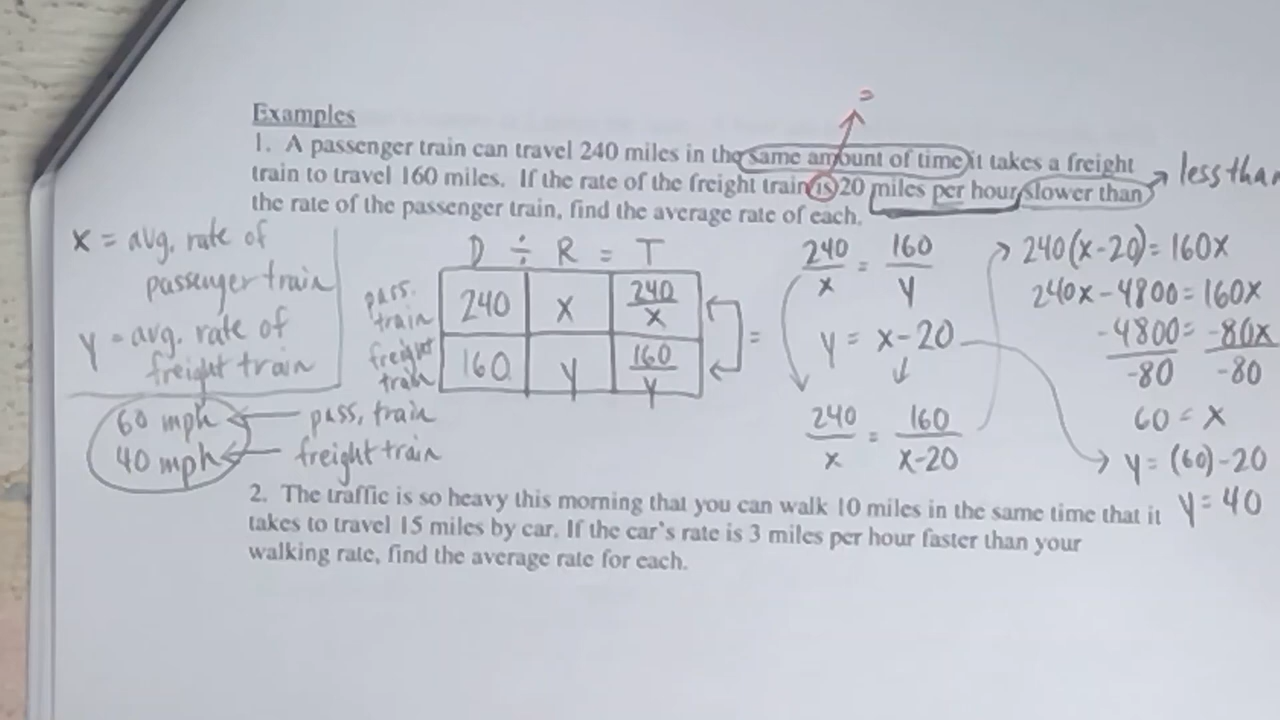 Examples
=
1. A passenger train can travel 240 miles in the same amount of time it takes a freight
train to travel 160 miles. If the rate of the freight train is 20 miles per hour slower than
less than
the rate of the passenger train, find the average rate of each.
x = avg. rate of
passenger train
y = avg. rate of
freight train
60 mph pass, train
40 mph freight train
D ÷ R = T
pass. train 240 x 240/x
freight train 160 y 160/y
=
240/x = 160/y
y = x-20
240/x = 160/x-20
240(x-20) = 160x
240x - 4800 = 160x
-4800 = -80x
-80 -80
60 = x
y = (60) - 20
y = 40
2. The traffic is so heavy this morning that you can walk 10 miles in the same time that it
takes to travel 15 miles by car. If the car's rate is 3 miles per hour faster than your
walking rate, find the average rate for each.